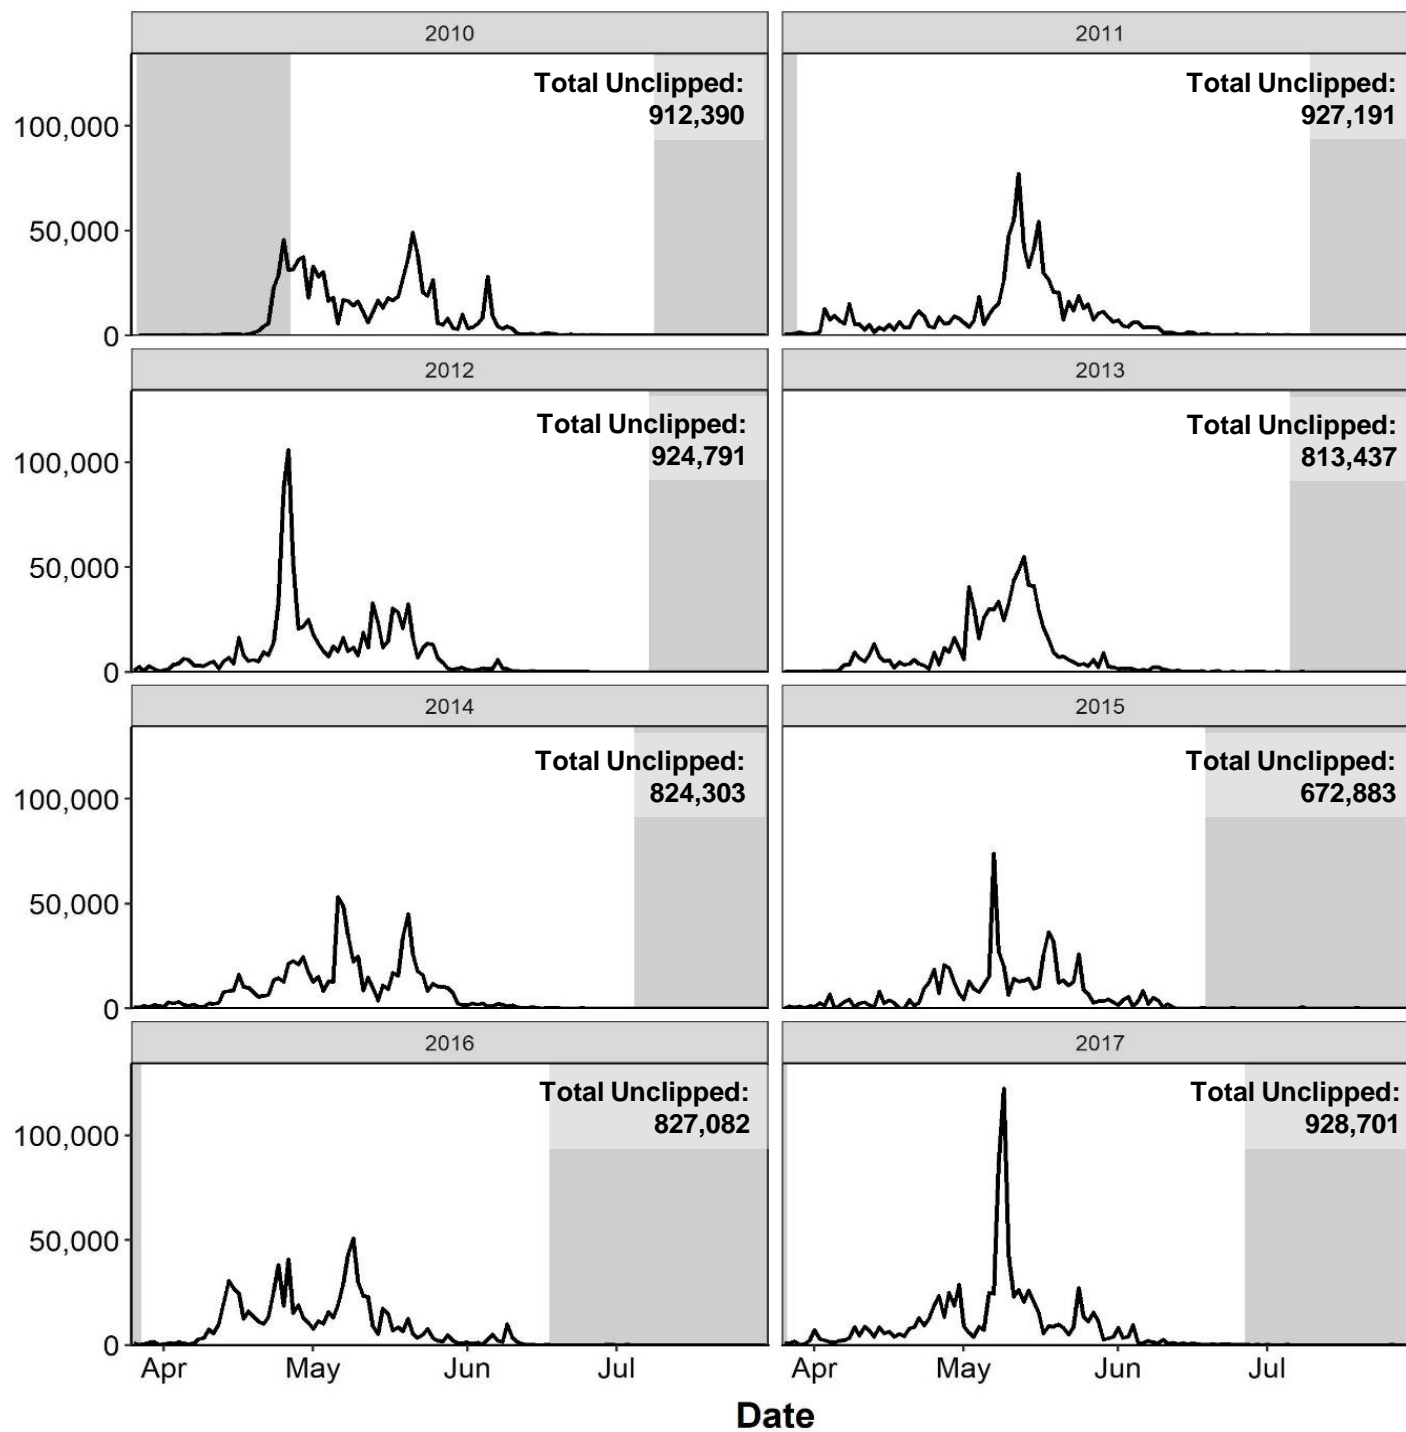 2010
2011
Total Unclipped:
912,390
Total Unclipped:
927,191
100,000
50,000
0
2012
2013
Total Unclipped:
924,791
Total Unclipped:
813,437
100,000
50,000
0
2014
2015
Total Unclipped:
824,303
Total Unclipped:
672,883
100,000
50,000
0
2016
2017
Total Unclipped:
827,082
Total Unclipped:
928,701
100,000
50,000
0
Apr May Jun Jul
Apr May Jun Jul
Date